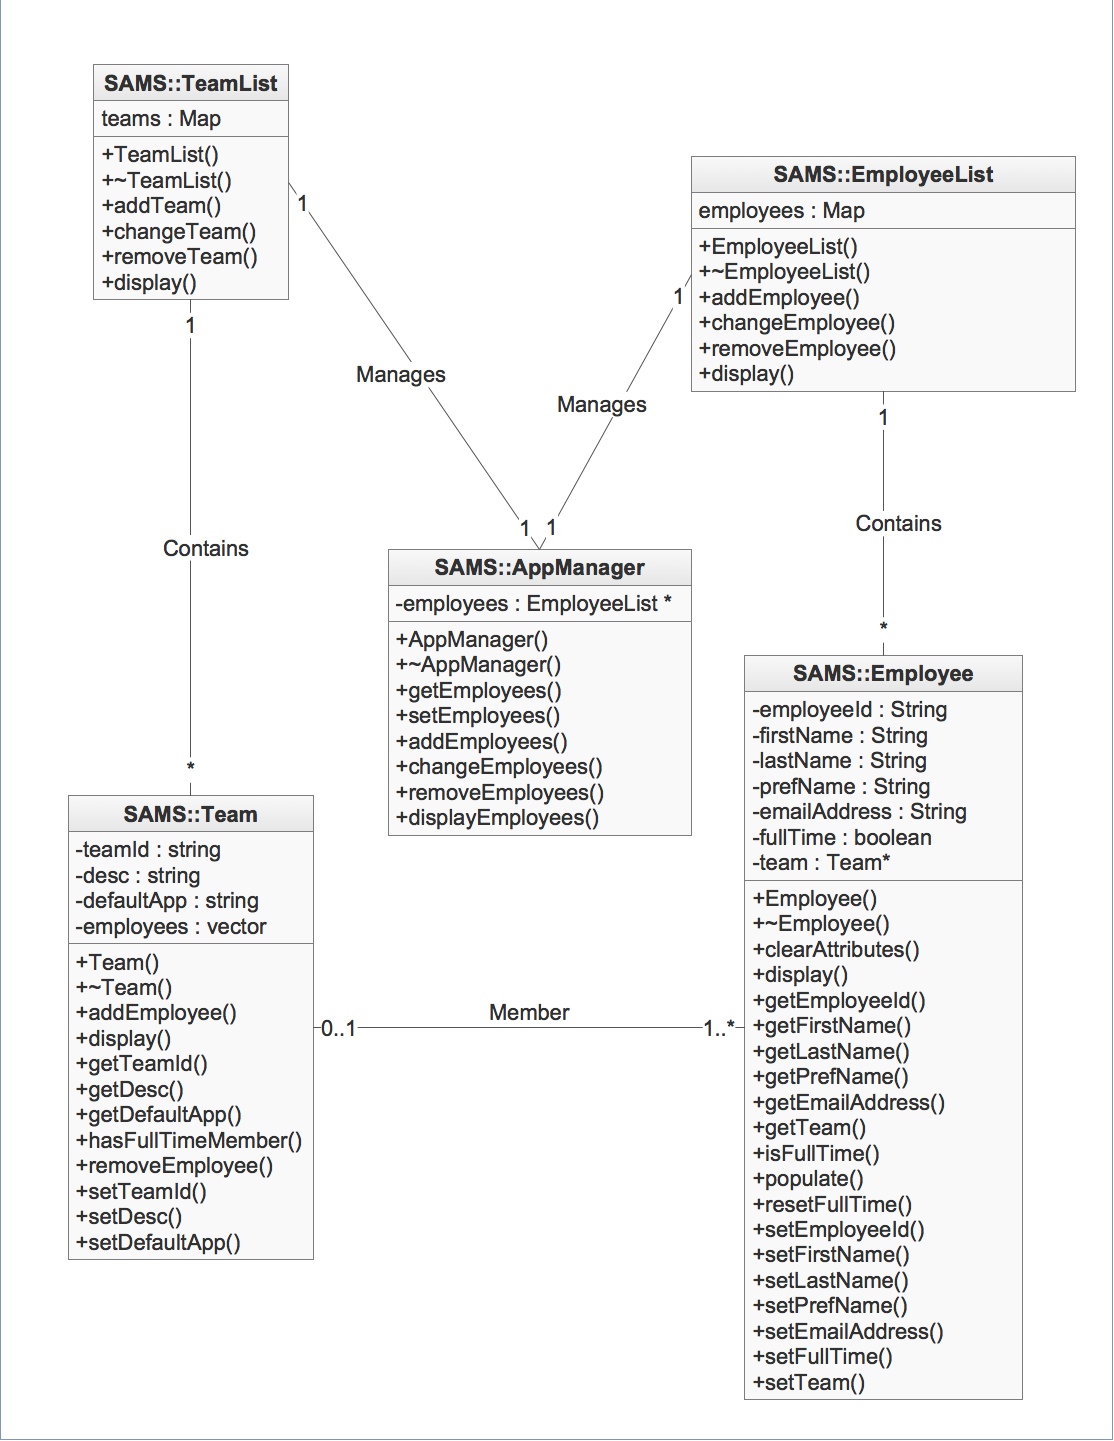 SAMS::TeamList
teams : Map
+TeamList()
+~TeamList()
+addTeam()
+changeTeam()
+removeTeam()
+display()
1
1
Manages
1
Contains
*
SAMS::EmployeeList
employees : Map
+EmployeeList()
+~EmployeeList()
+addEmployee()
+changeEmployee()
+removeEmployee()
+display()
1
Manages
1
1
Contains
*
SAMS::AppManager
-employees : EmployeeList *
+AppManager()
+~AppManager()
+getEmployees()
+setEmployees()
+addEmployees()
+changeEmployees()
+removeEmployees()
+displayEmployees()
SAMS::Team
-teamId : string
-desc : string
-defaultApp : string
-employees : vector
+Team()
+~Team()
+addEmployee()
+display()
+getTeamId()
+getDesc()
+getDefaultApp()
+hasFullTimeMember()
+removeEmployee()
+setTeamId()
+setDesc()
+setDefaultApp()
0..1
Member
1..*
SAMS::Employee
-employeeId : String
-firstName : String
-lastName : String
-prefName : String
-emailAddress : String
-fullTime : boolean
-team : Team*
+Employee()
+~Employee()
+clearAttributes()
+display()
+getEmployeeId()
+getFirstName()
+getLastName()
+getPrefName()
+getEmailAddress()
+getTeam()
+isFullTime()
+populate()
+resetFullTime()
+setEmployeeId()
+setFirstName()
+setLastName()
+setPrefName()
+setEmailAddress()
+setFullTime()
+setTeam()